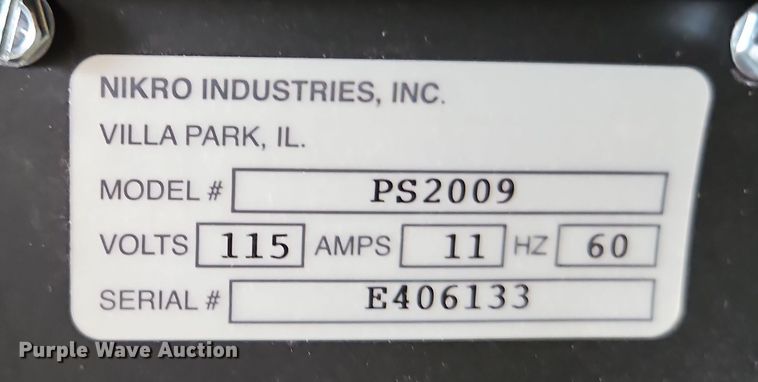 NIKRO INDUSTRIES, INC.
VILLA PARK, IL.
MODEL # PS2009
VOLTS 115 AMPS 11 HZ 60
SERIAL # E406133
Purple Wave Auction